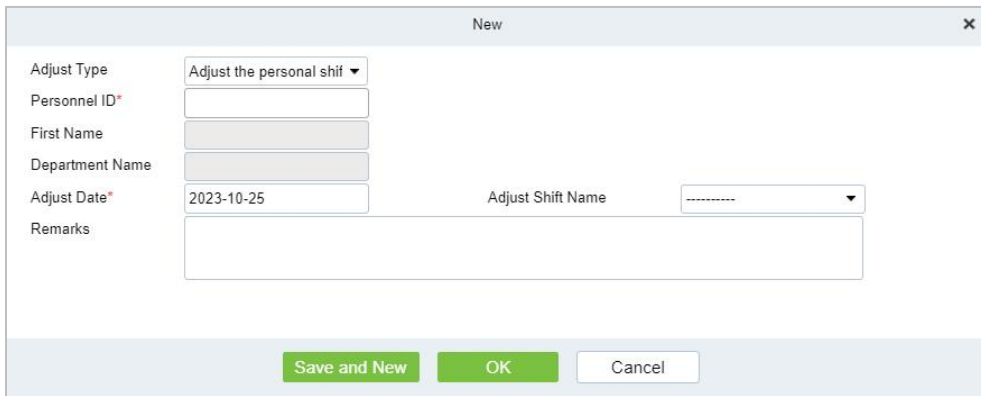 New
Adjust Type Adjust the personal shif
Personnel ID*
First Name
Department Name
Adjust Date* 2023-10-25 Adjust Shift Name ----------
Remarks
Save and New OK Cancel